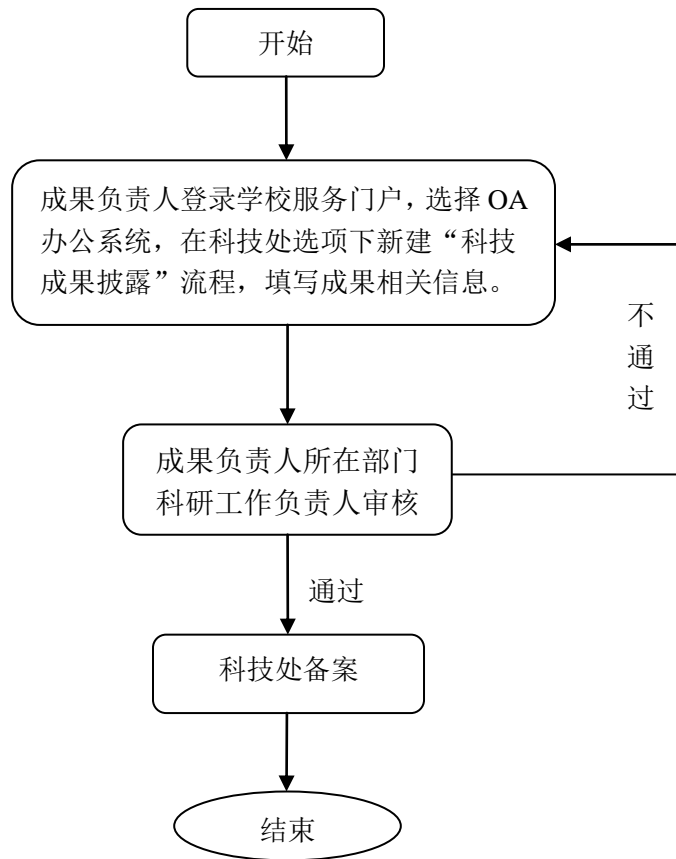 开始
成果负责人登录学校服务门户，选择 OA
办公系统，在科技处选项下新建“科技
成果披露”流程，填写成果相关信息。
不
通
过
成果负责人所在部门
科研工作负责人审核
通过
科技处备案
结束